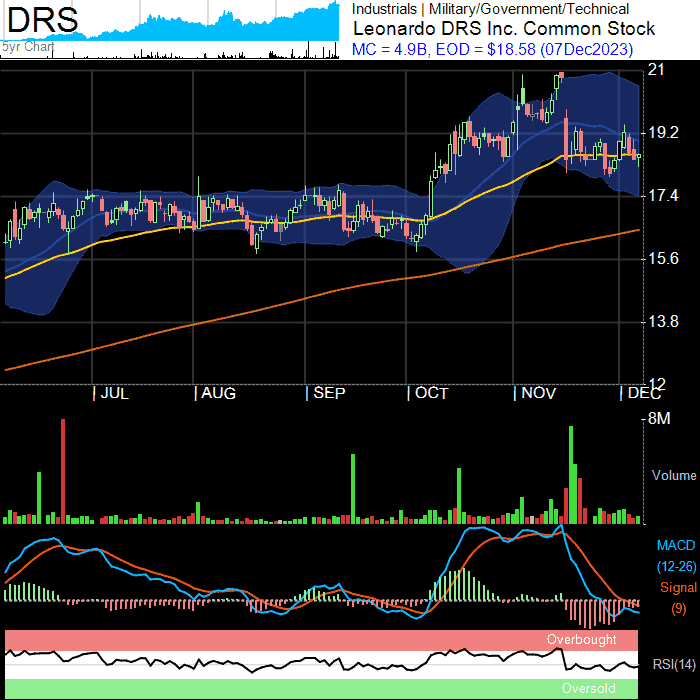 DRS
5yr Chart
Industrials | Military/Government/Technical
Leonardo DRS Inc. Common Stock
MC = 4.9B, EOD = $18.58 (07Dec2023)
21
19.2
17.4
15.6
13.8
12
JUL
AUG
SEP
OCT
NOV
DEC
8M
Volume
MACD
(12-26)
Signal
(9)
Overbought
RSI(14)
Oversold